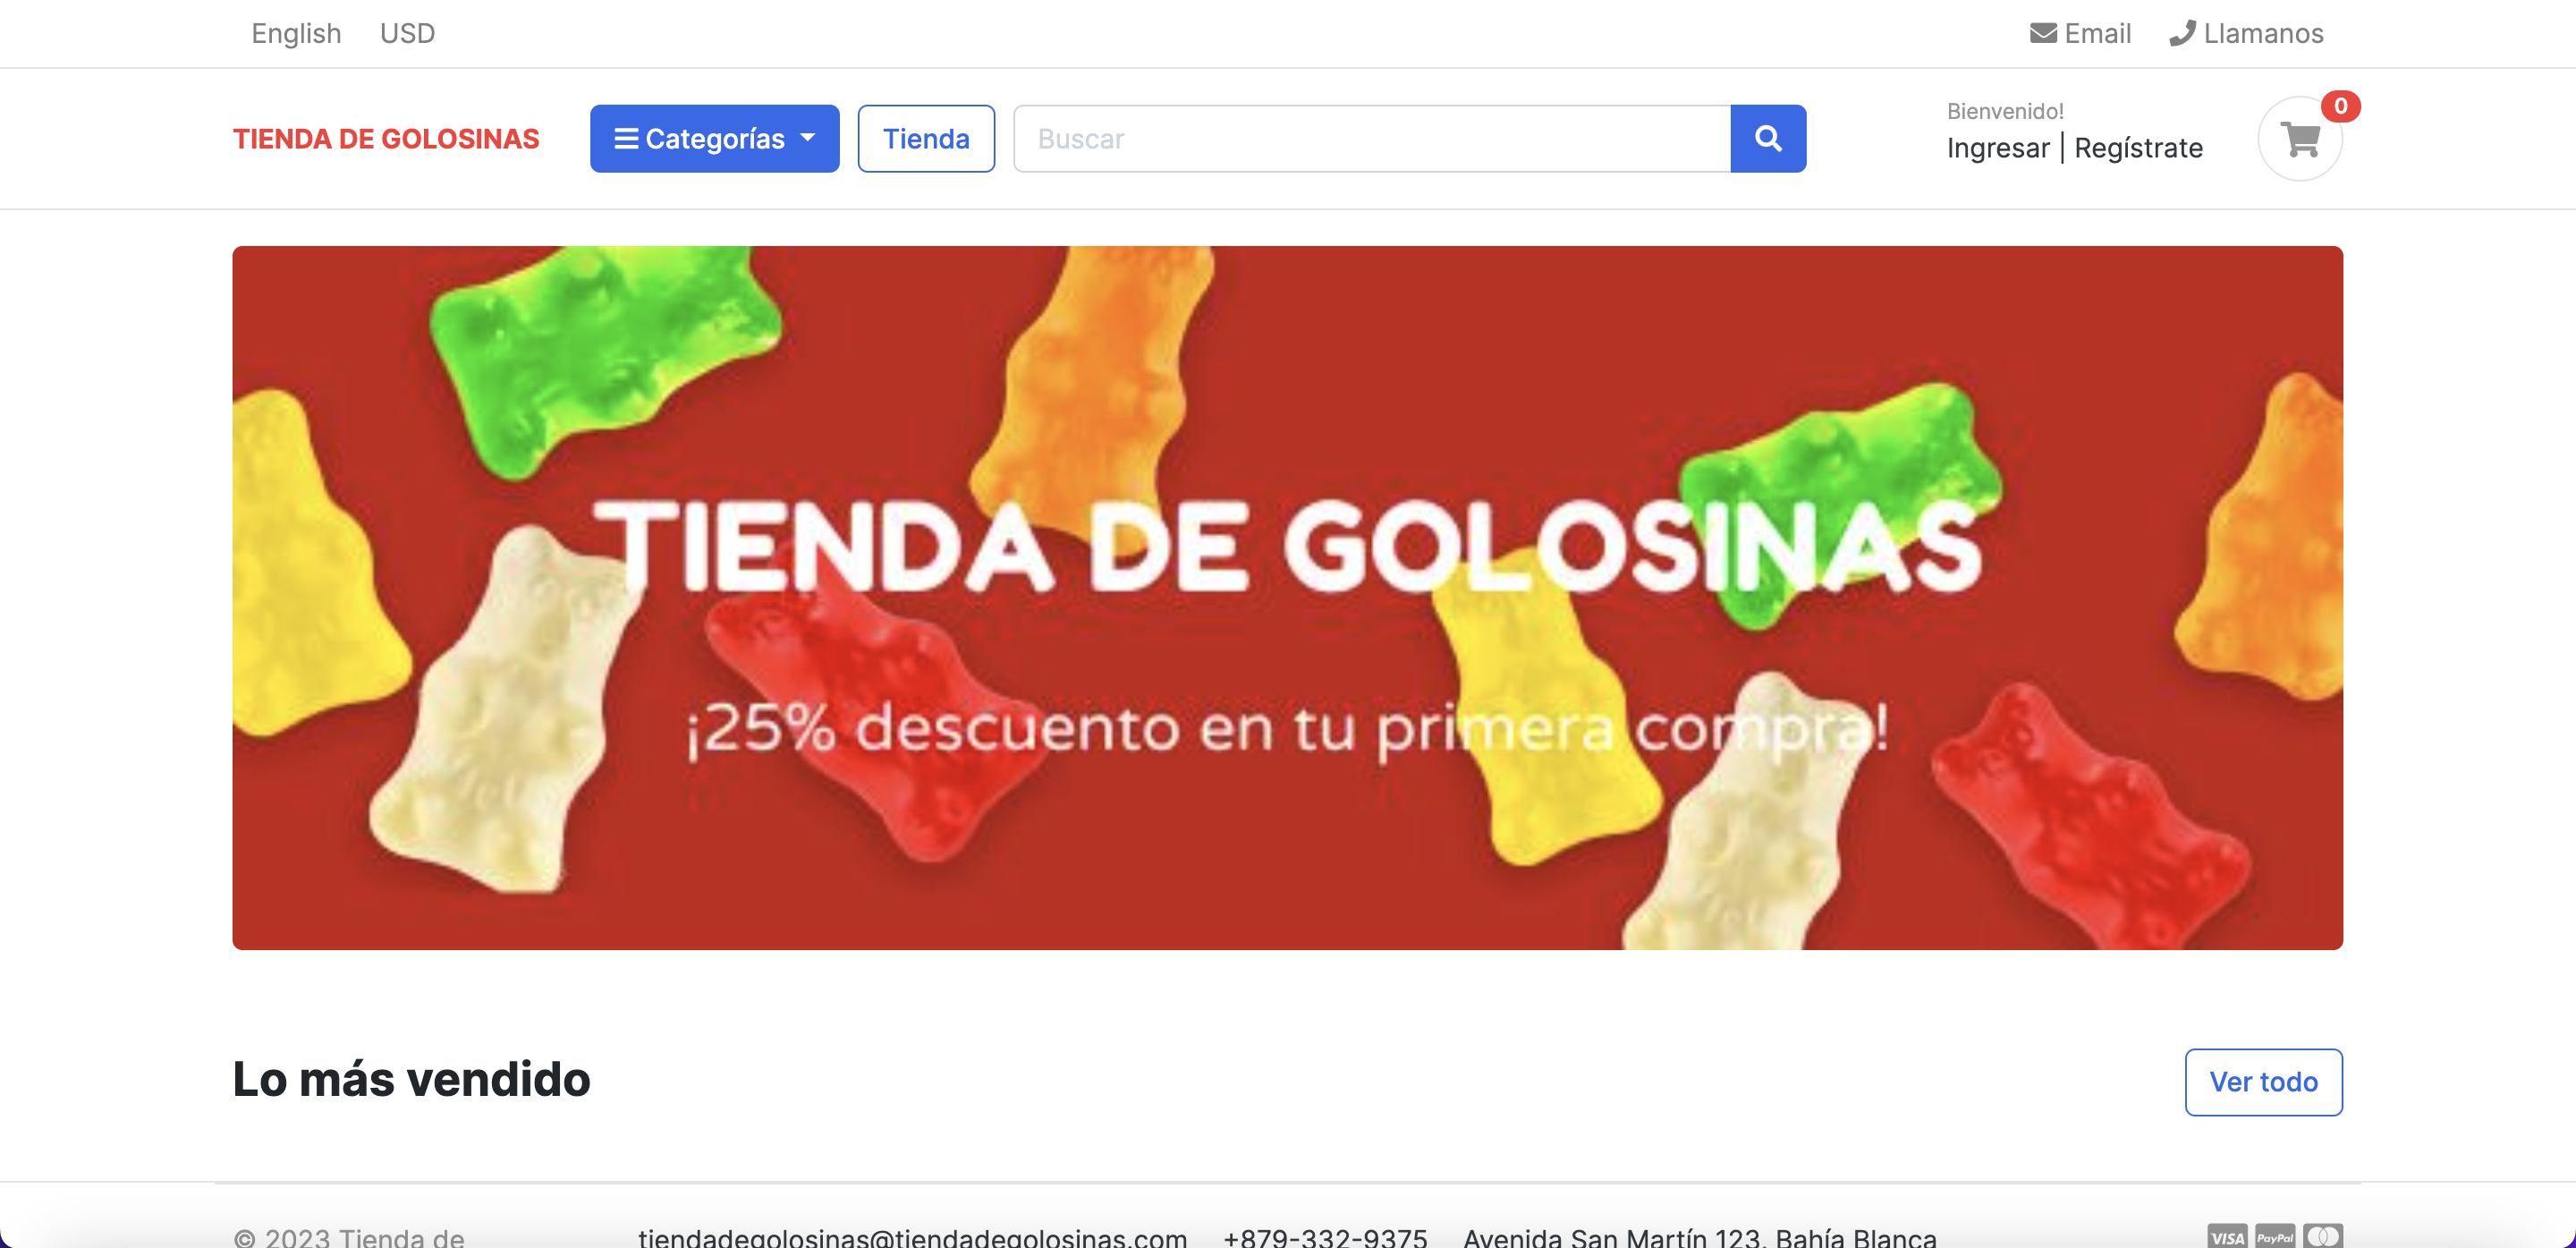 English USD Email Llamanos
TIENDA DE GOLOSINAS Categorías Tienda Buscar
Bienvenido!
Ingresar | Regístrate
0
TIENDA DE GOLOSINAS
¡25% descuento en tu primera compra!
Lo más vendido Ver todo
© 2023 Tienda de tiendadegolosinas@tiendadegolosinas.com +879-332-9375 Avenida San Martín 123, Bahía Blanca VISA PayPal